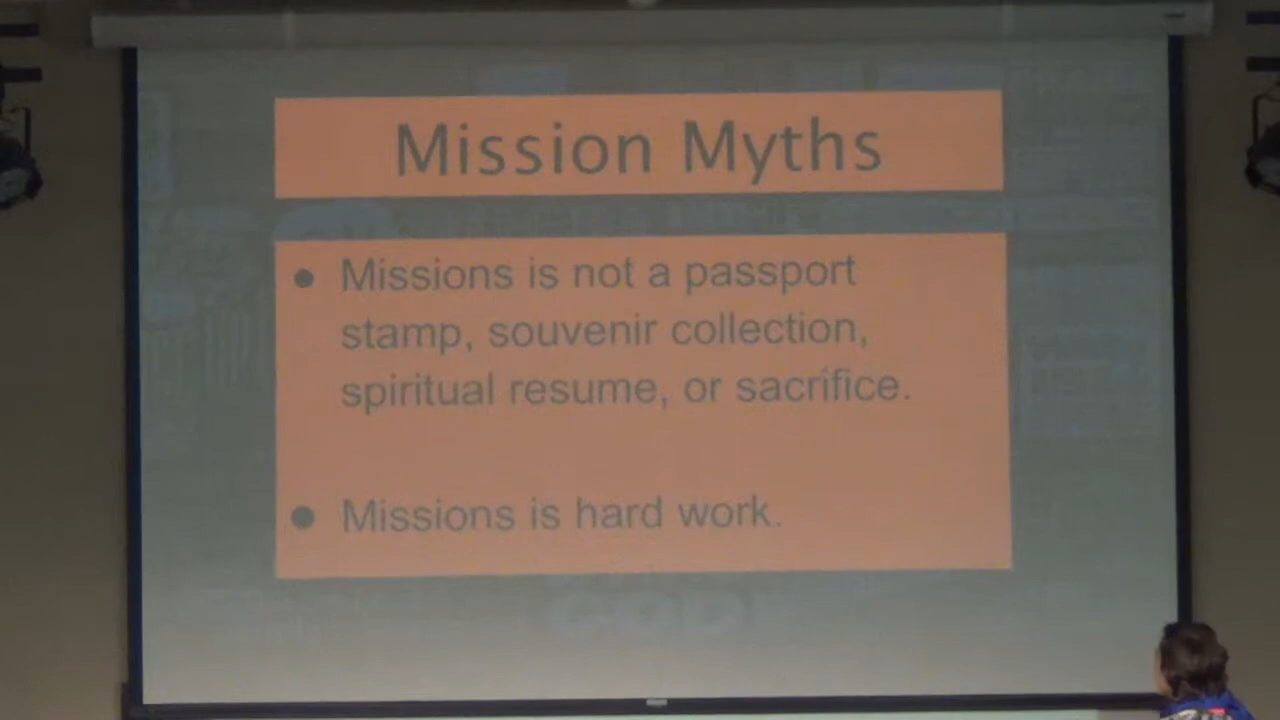 Mission Myths
● Missions is not a passport
stamp, souvenir collection,
spiritual resume, or sacrifice.
● Missions is hard work.